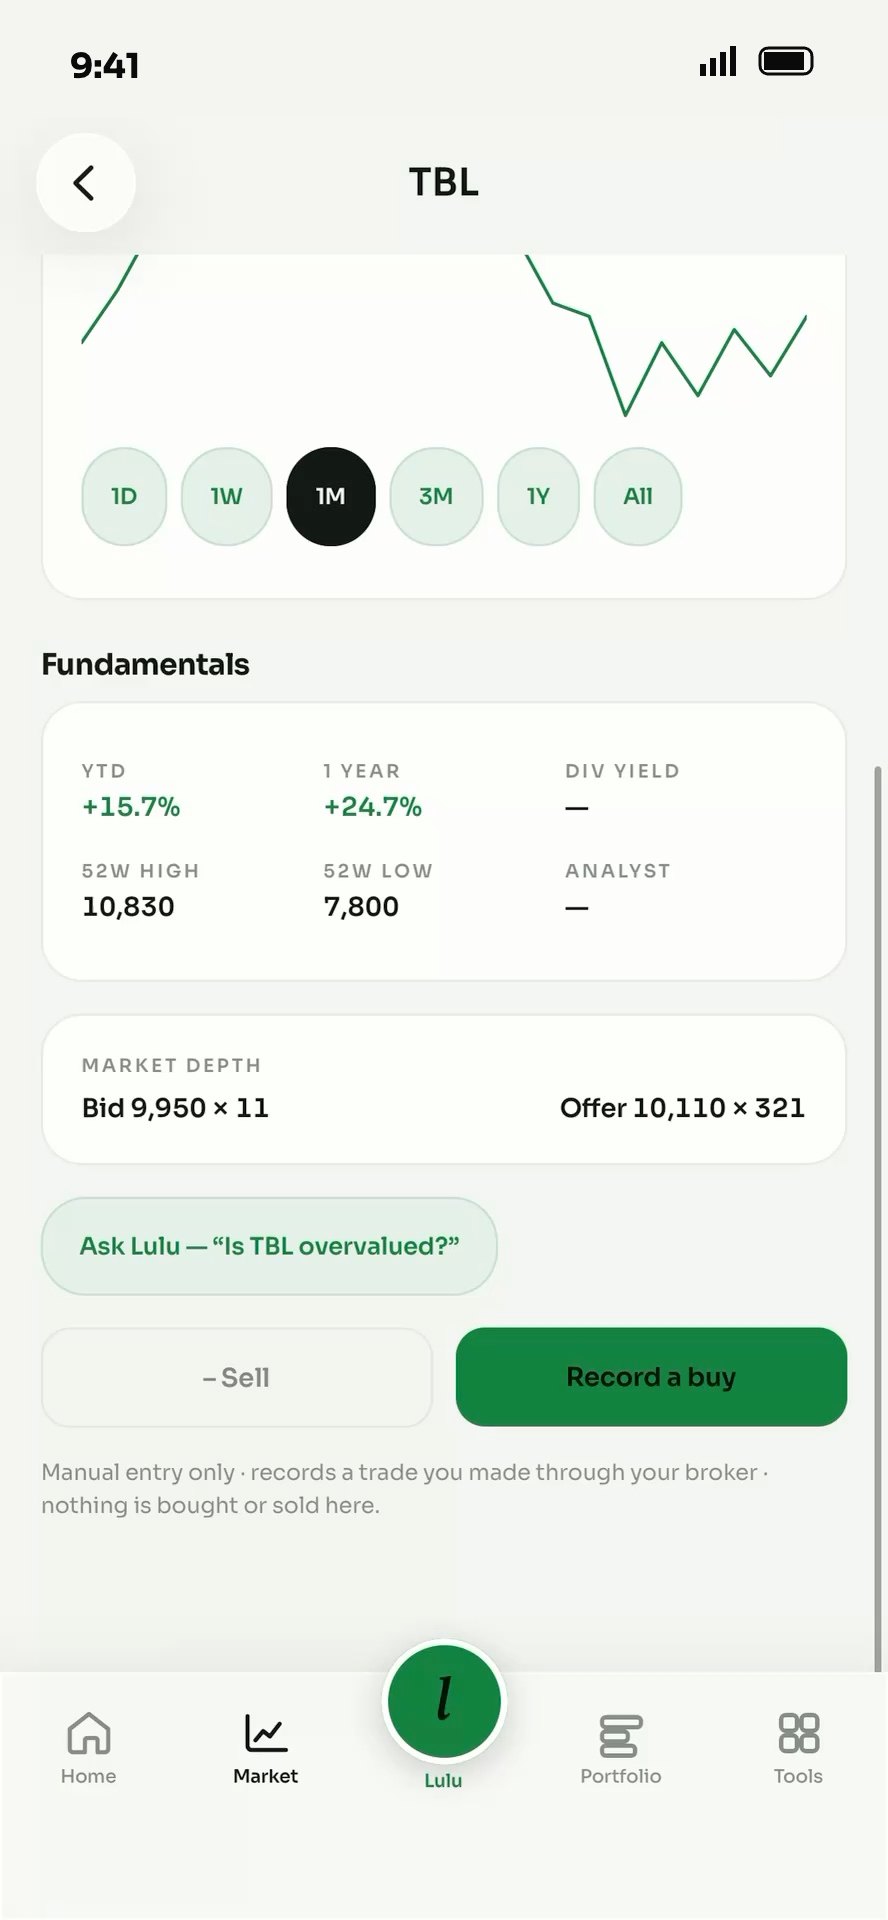 9:41
TBL
1D 1W 1M 3M 1Y All
Fundamentals
YTD 1 YEAR DIV YIELD
+15.7% +24.7% —
52W HIGH 52W LOW ANALYST
10,830 7,800 —
MARKET DEPTH
Bid 9,950 × 11 Offer 10,110 × 321
Ask Lulu — “Is TBL overvalued?”
– Sell Record a buy
Manual entry only · records a trade you made through your broker ·
nothing is bought or sold here.
l
Home Market Lulu Portfolio Tools